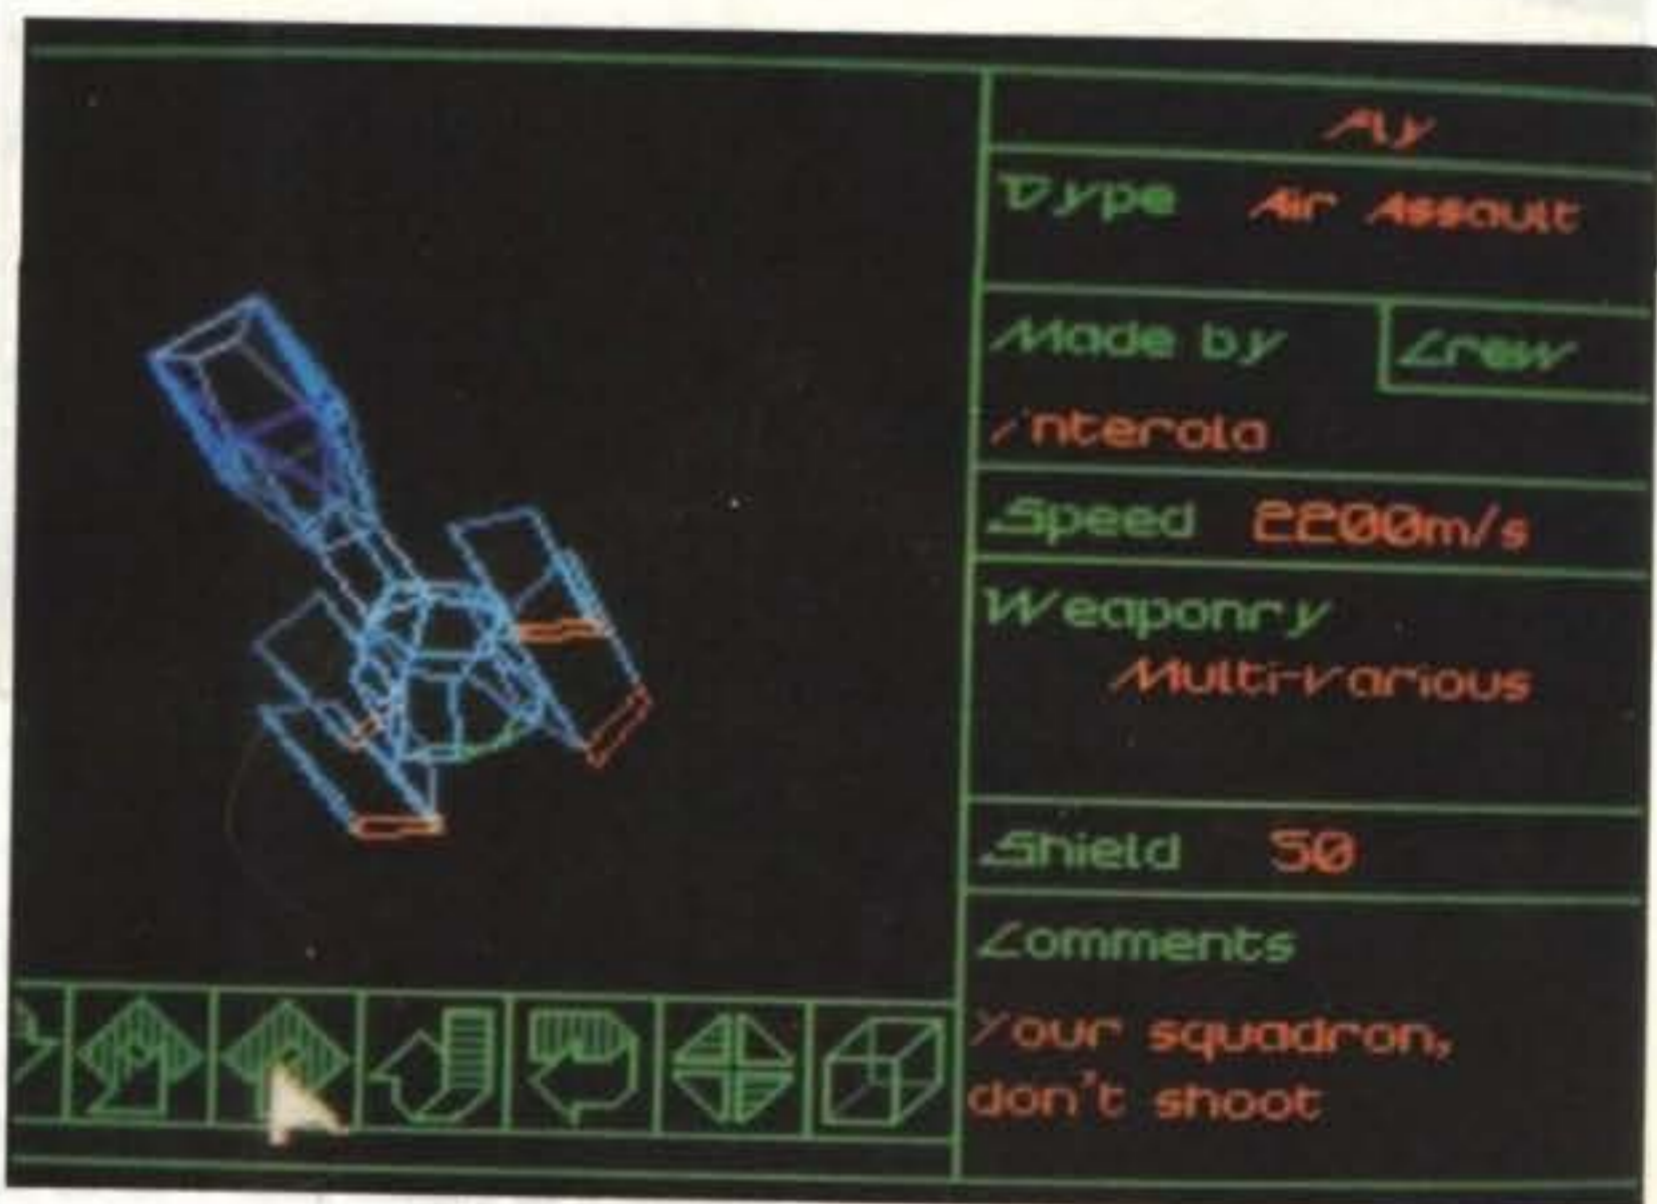 Fly
Type Air Assault
Made by Crew
Interola
Speed 2200m/s
Weaponry
Multi-various
Shield 50
Comments
Your squadron,
don't shoot